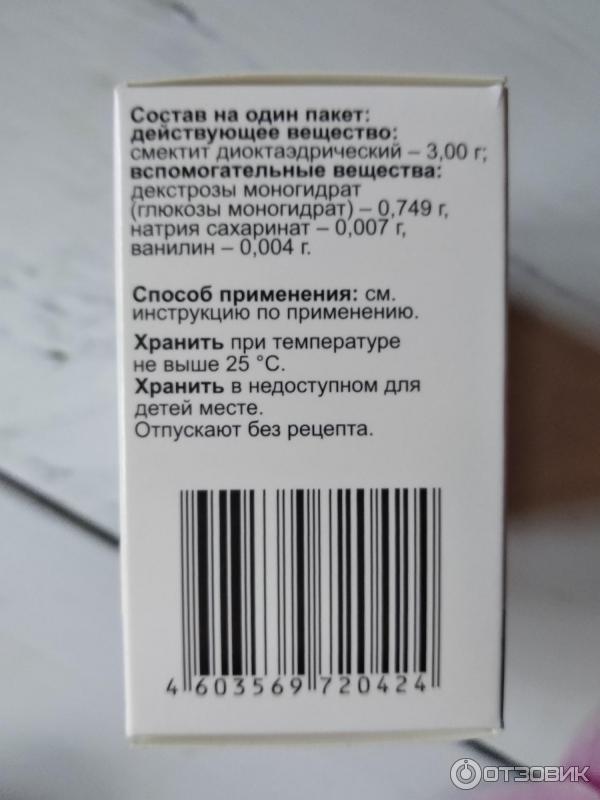 Состав на один пакет:
действующее вещество:
смектит диоктаэдрический – 3,00 г;
вспомогательные вещества:
декстрозы моногидрат
(глюкозы моногидрат) – 0,749 г,
натрия сахаринат – 0,007 г,
ванилин – 0,004 г.
Способ применения: см.
инструкцию по применению.
Хранить при температуре
не выше 25 °С.
Хранить в недоступном для
детей месте.
Отпускают без рецепта.
4 603569 720424
ОТЗОВИК